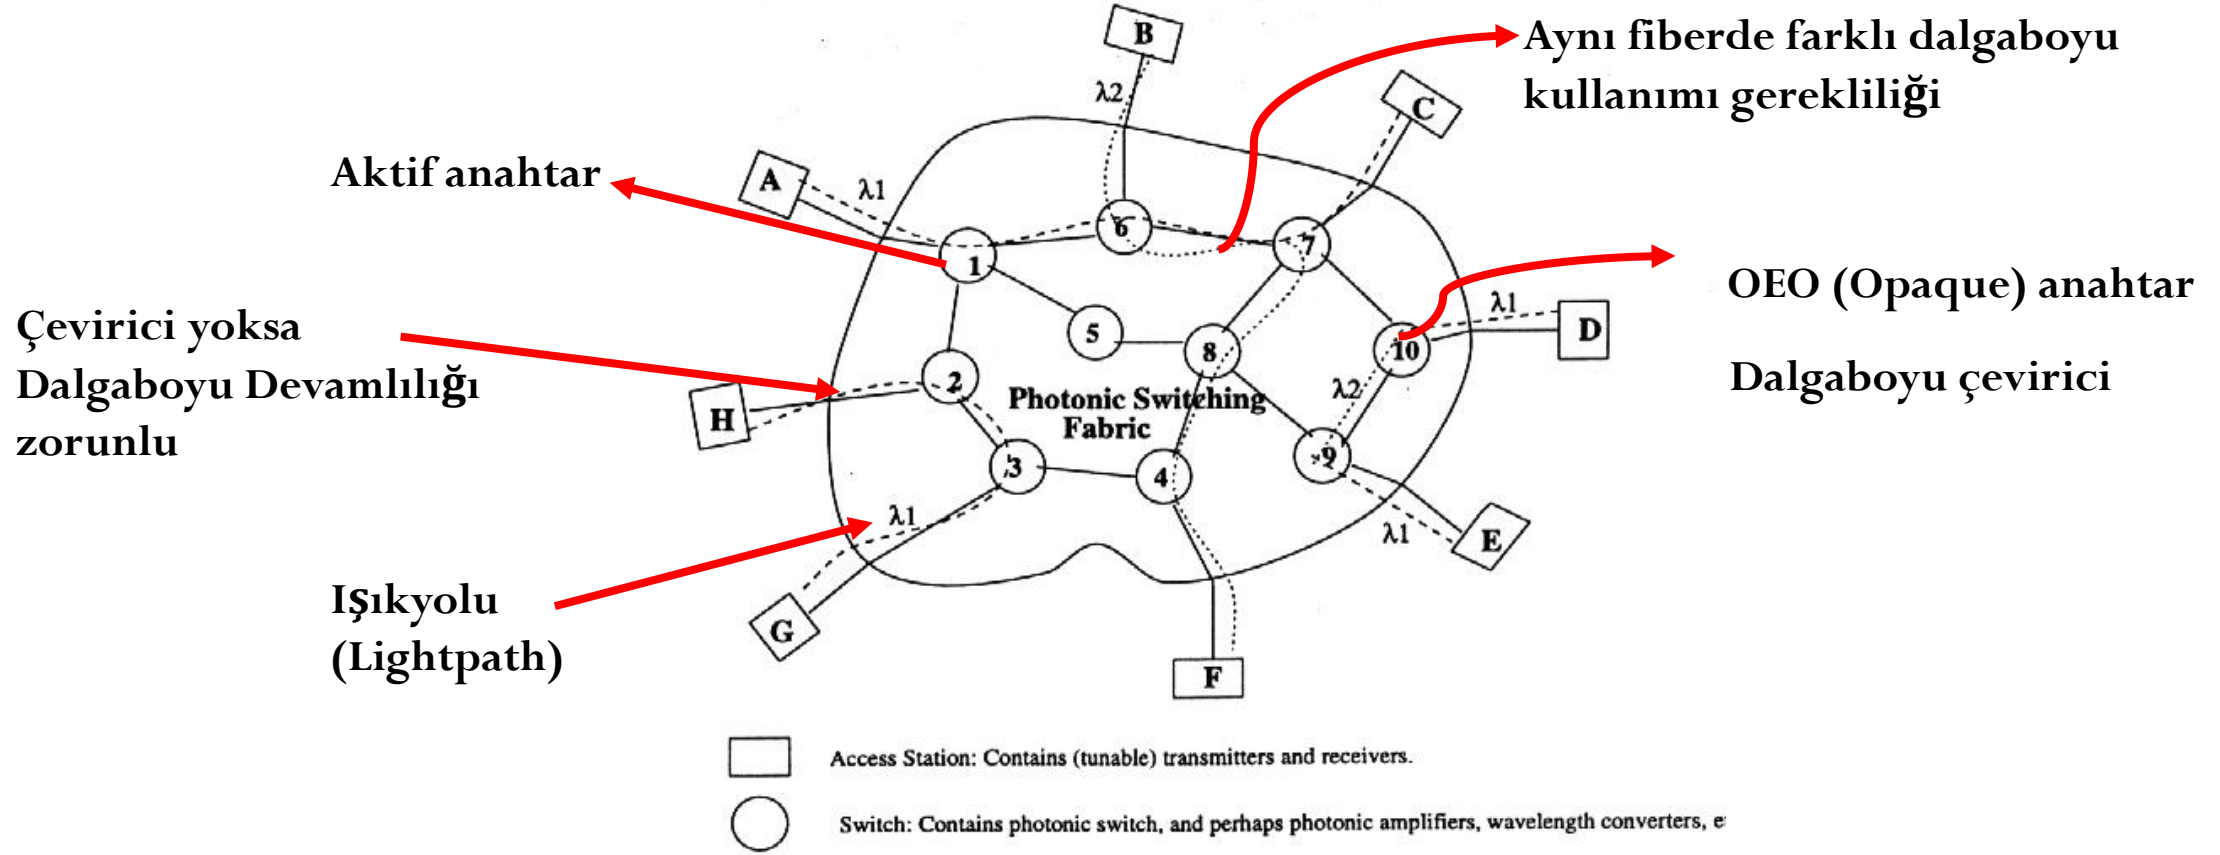 B
Aynı fiberde farklı dalgaboyu
kullanımı gerekliliği
λ2
C
Aktif anahtar
A
λ1
6
7
1
OEO (Opaque) anahtar
λ1
D
Çevirici yoksa
Dalgaboyu Devamlılığı
zorunlu
5
8
10
Dalgaboyu çevirici
2
λ2
H
Photonic Switching
Fabric
3
4
9
λ1
λ1
E
Işıkyolu
(Lightpath)
G
F
Access Station: Contains (tunable) transmitters and receivers.
Switch: Contains photonic switch, and perhaps photonic amplifiers, wavelength converters, e